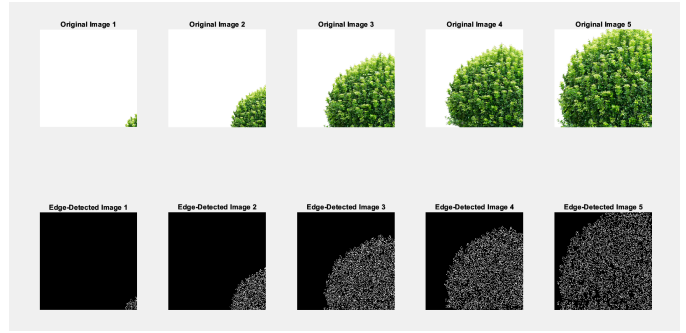 Original Image 1
Original Image 2
Original Image 3
Original Image 4
Original Image 5
Edge-Detected Image 1
Edge-Detected Image 2
Edge-Detected Image 3
Edge-Detected Image 4
Edge-Detected Image 5